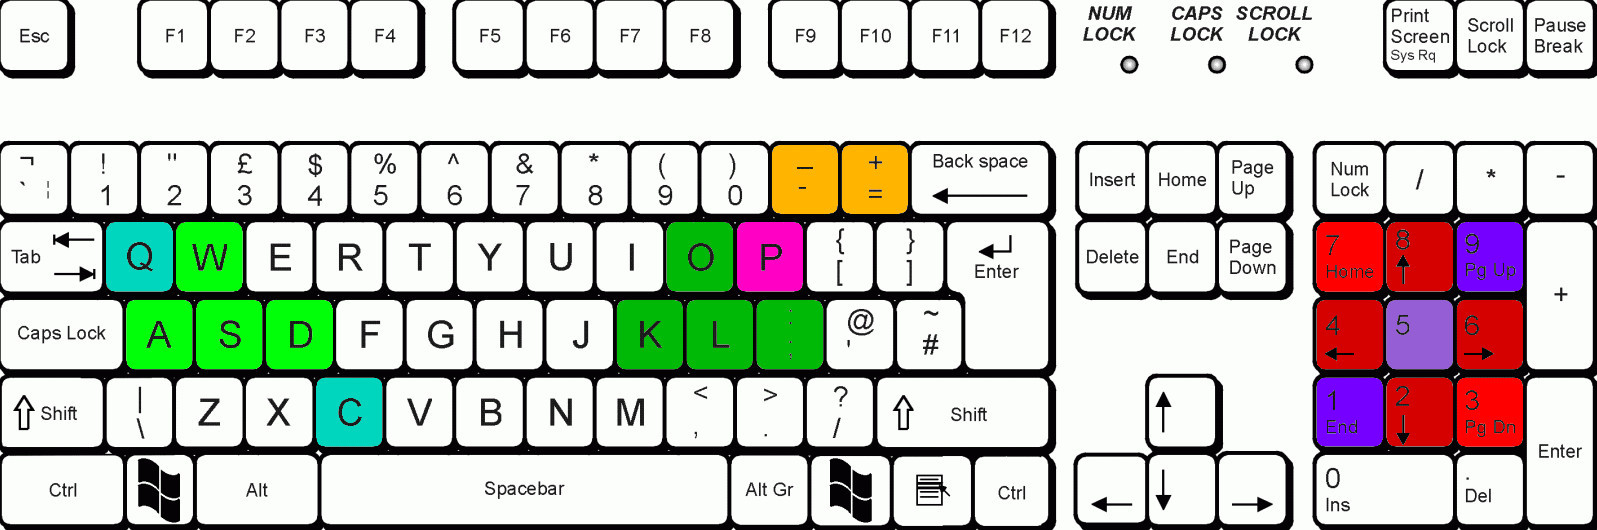 Esc F1 F2 F3 F4 F5 F6 F7 F8 F9 F10 F11 F12
NUM LOCK
CAPS LOCK
SCROLL LOCK
Print Screen Sys Rq
Scroll Lock
Pause Break
¬ ` ¦
! 1
" 2
£ 3
$ 4
% 5
^ 6
& 7
* 8
( 9
) 0
_ -
+ =
Back space
Insert Home Page Up
Num Lock / * -
Tab Q W E R T Y U I O P
{ [
} ]
Enter
Delete End Page Down
7 Home
8
9 Pg Up
+
Caps Lock A S D F G H J K L
@ '
~ #
4 5 6
Shift
| \
Z X C V B N M
< ,
> .
? /
Shift
1 End
2
3 Pg Dn
Enter
Ctrl Alt Spacebar Alt Gr Ctrl
0 Ins
. Del